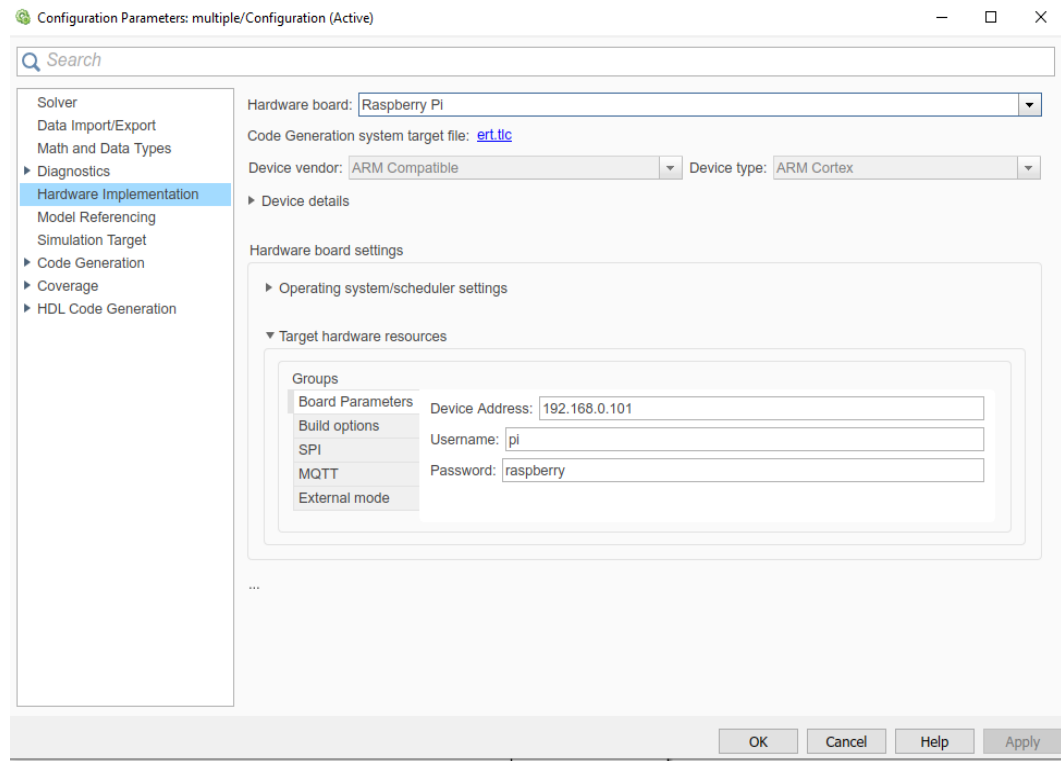 Configuration Parameters: multiple/Configuration (Active)
Search
Solver
Data Import/Export
Math and Data Types
Diagnostics
Hardware Implementation
Model Referencing
Simulation Target
Code Generation
Coverage
HDL Code Generation
Hardware board: Raspberry Pi
Code Generation system target file: ert.tlc
Device vendor: ARM Compatible Device type: ARM Cortex
Device details
Hardware board settings
Operating system/scheduler settings
Target hardware resources
Groups
Board Parameters
Build options
SPI
MQTT
External mode
Device Address: 192.168.0.101
Username: pi
Password: raspberry
...
OK Cancel Help Apply